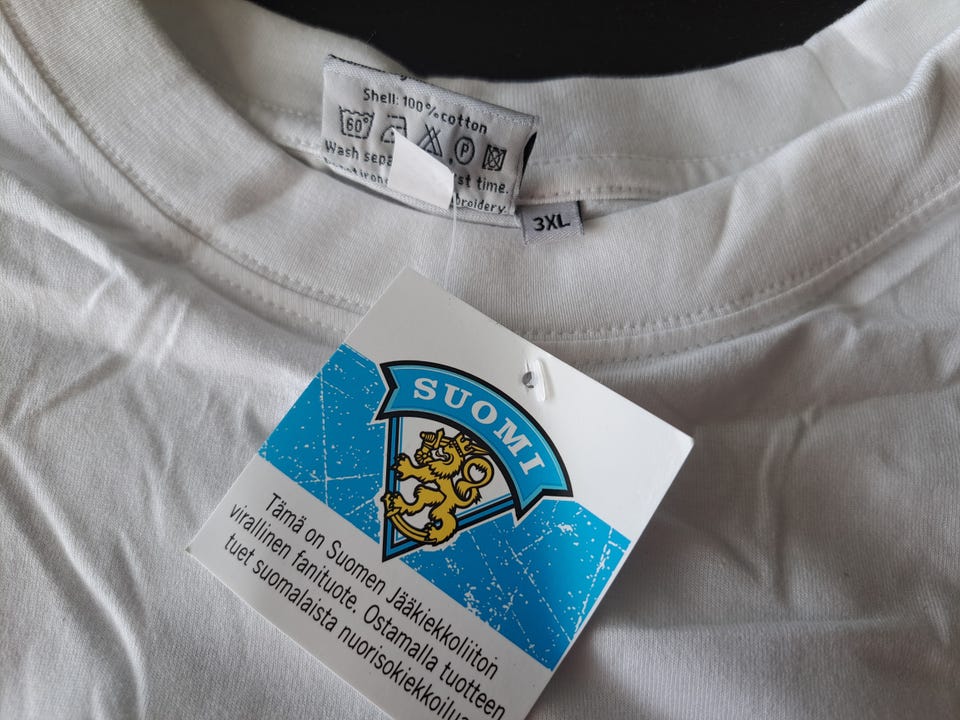 Shell: 100% cotton
60°
P
Wash
st time.
broidery.
3XL
SUOMI
Tämä on Suomen Jääkiekkoliiton
virallinen fanituote. Ostamalla tuotteen
tuet suomalaista nuorisokiekkoilua